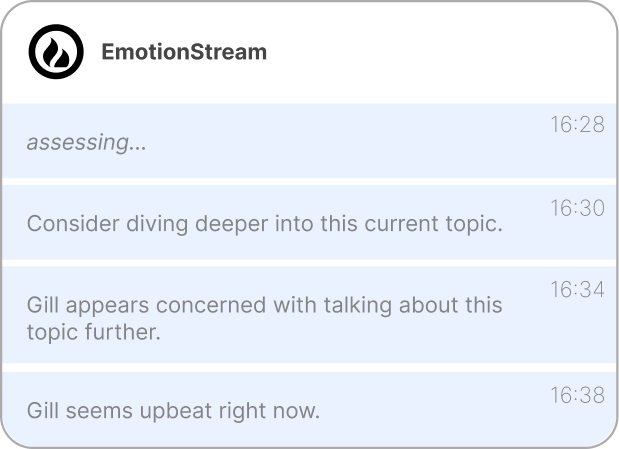 EmotionStream
assessing...
16:28
Consider diving deeper into this current topic.
16:30
Gill appears concerned with talking about this
topic further.
16:34
Gill seems upbeat right now.
16:38